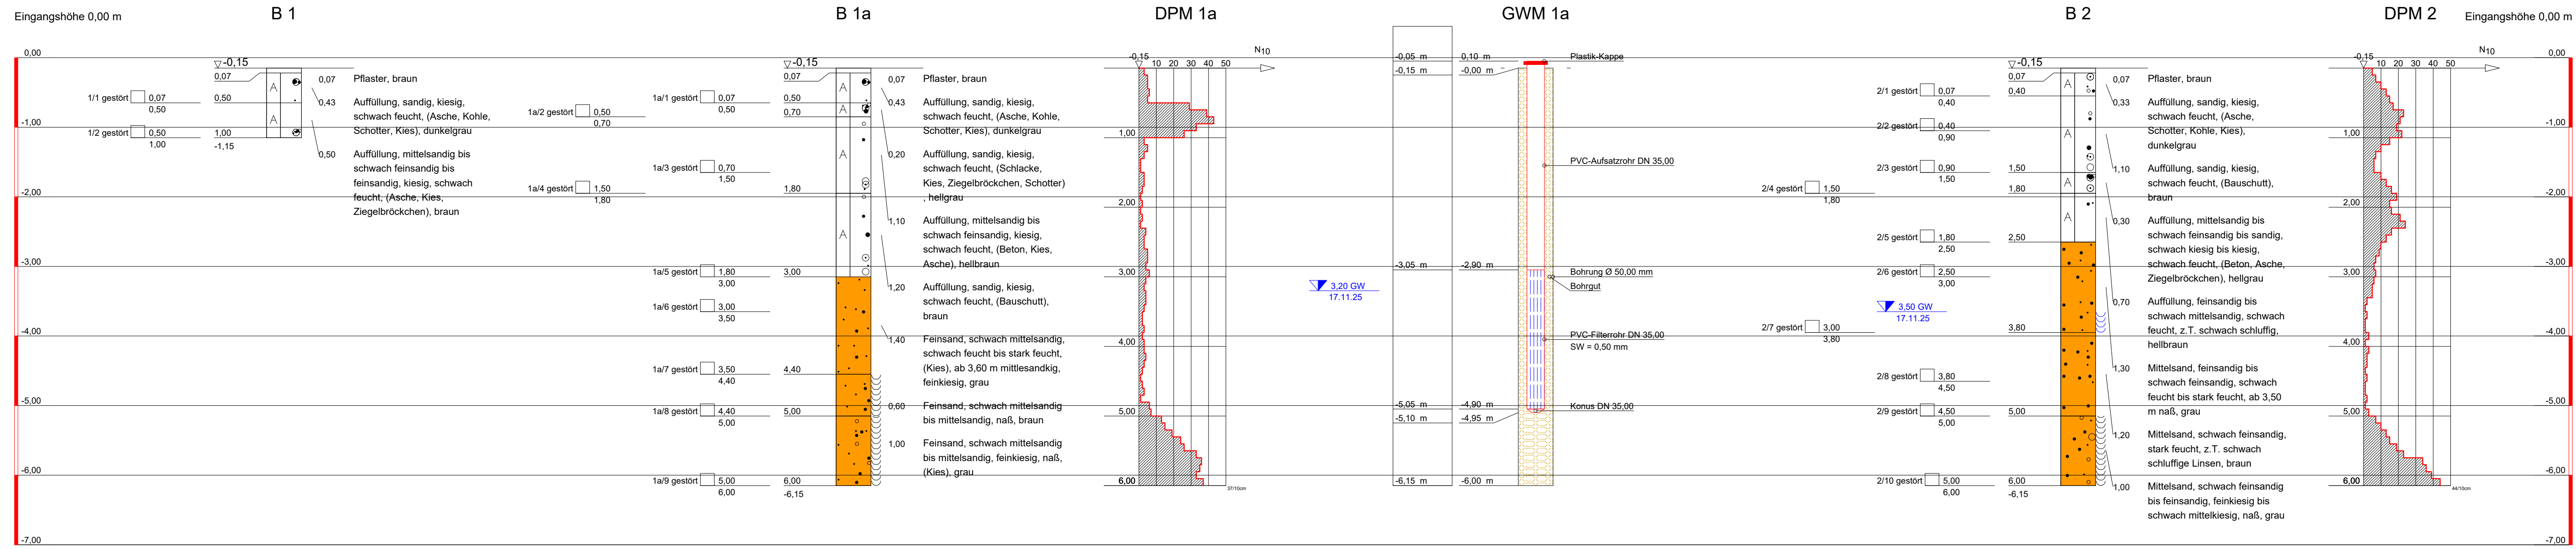 Eingangshöhe 0,00 m
B 1
B 1a
DPM 1a
GWM 1a
B 2
DPM 2
Eingangshöhe 0,00 m
0,00
-1,00
-2,00
-3,00
-4,00
-5,00
-6,00
-7,00
1/1 gestört 0,07
0,50
1/2 gestört 0,50
1,00
-0,15
0,07
0,50
1,00
-1,15
A
A
0,07 Pflaster, braun
0,43 Auffüllung, sandig, kiesig,
schwach feucht, (Asche, Kohle,
Schotter, Kies), dunkelgrau
0,50 Auffüllung, mittelsandig bis
schwach feinsandig bis
feinsandig, kiesig, schwach
feucht, (Asche, Kies,
Ziegelbröckchen), braun
1a/1 gestört 0,07
0,50
1a/2 gestört 0,50
0,70
1a/3 gestört 0,70
1,50
1a/4 gestört 1,50
1,80
1a/5 gestört 1,80
3,00
1a/6 gestört 3,00
3,50
1a/7 gestört 3,50
4,40
1a/8 gestört 4,40
5,00
1a/9 gestört 5,00
6,00
-0,15
0,07
0,50
0,70
1,80
3,00
4,40
5,00
6,00
-6,15
A
A
A
A
0,07 Pflaster, braun
0,43 Auffüllung, sandig, kiesig,
schwach feucht, (Asche, Kohle,
Schotter, Kies), dunkelgrau
0,20 Auffüllung, sandig, kiesig,
schwach feucht, (Schlacke,
Kies, Ziegelbröckchen, Schotter)
, hellgrau
1,10 Auffüllung, mittelsandig bis
schwach feinsandig, kiesig,
schwach feucht, (Beton, Kies,
Asche), hellbraun
1,20 Auffüllung, sandig, kiesig,
schwach feucht, (Bauschutt),
braun
1,40 Feinsand, schwach mittelsandig,
schwach feucht bis stark feucht,
(Kies), ab 3,60 m mittlesandkig,
feinkiesig, grau
0,60 Feinsand, schwach mittelsandig
bis mittelsandig, naß, braun
1,00 Feinsand, schwach mittelsandig
bis mittelsandig, feinkiesig, naß,
(Kies), grau
-0,15
10 20 30 40 50
N10
1,00
2,00
3,00
4,00
5,00
6,00
37/10cm
3,20 GW
17.11.25
-0,05 m
-0,15 m
-3,05 m
-5,05 m
-5,10 m
-6,15 m
0,10 m
-0,00 m
-2,90 m
-4,90 m
-4,95 m
-6,00 m
Plastik-Kappe
PVC-Aufsatzrohr DN 35,00
Bohrung Ø 50,00 mm
Bohrgut
PVC-Filterrohr DN 35,00
SW = 0,50 mm
Konus DN 35,00
2/1 gestört 0,07
0,40
2/2 gestört 0,40
0,90
2/3 gestört 0,90
1,50
2/4 gestört 1,50
1,80
2/5 gestört 1,80
2,50
2/6 gestört 2,50
3,00
3,50 GW
17.11.25
2/7 gestört 3,00
3,80
2/8 gestört 3,80
4,50
2/9 gestört 4,50
5,00
2/10 gestört 5,00
6,00
-0,15
0,07
0,40
1,50
1,80
2,50
3,80
5,00
6,00
-6,15
A
A
A
A
0,07 Pflaster, braun
0,33 Auffüllung, sandig, kiesig,
schwach feucht, (Asche,
Schotter, Kohle, Kies),
dunkelgrau
1,10 Auffüllung, sandig, kiesig,
schwach feucht, (Bauschutt),
braun
0,30 Auffüllung, mittelsandig bis
schwach feinsandig bis sandig,
schwach kiesig bis kiesig,
schwach feucht, (Beton, Asche,
Ziegelbröckchen), hellgrau
0,70 Auffüllung, feinsandig bis
schwach mittelsandig, schwach
feucht, z.T. schwach schluffig,
hellbraun
1,30 Mittelsand, feinsandig bis
schwach feinsandig, schwach
feucht bis stark feucht, ab 3,50
m naß, grau
1,20 Mittelsand, schwach feinsandig,
stark feucht, z.T. schwach
schluffige Linsen, braun
1,00 Mittelsand, schwach feinsandig
bis feinsandig, feinkiesig bis
schwach mittelkiesig, naß, grau
-0,15
10 20 30 40 50
N10
1,00
2,00
3,00
4,00
5,00
6,00
44/10cm
0,00
-1,00
-2,00
-3,00
-4,00
-5,00
-6,00
-7,00